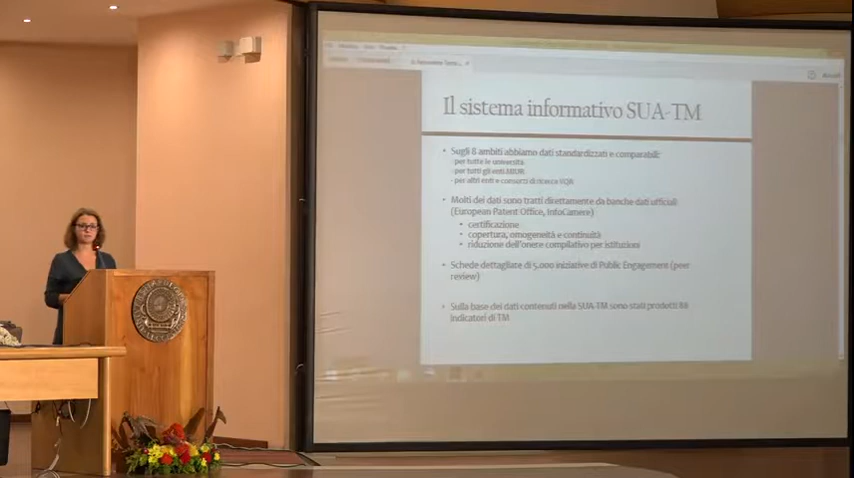 Il sistema informativo SUA-TM
• Sugli 8 ambiti abbiamo dati standardizzati e comparabili:
- per tutte le università
- per tutti gli enti MIUR
- per altri enti e consorzi di ricerca VQR
• Molti dei dati sono tratti direttamente da banche dati ufficiali
(European Patent Office, InfoCamere)
• certificazione
• copertura, omogeneità e continuità
• riduzione dell'onere compilativo per istituzioni
• Schede dettagliate di 5.000 iniziative di Public Engagement (peer
review)
• Sulla base dei dati contenuti nella SUA-TM sono stati prodotti 88
indicatori di TM